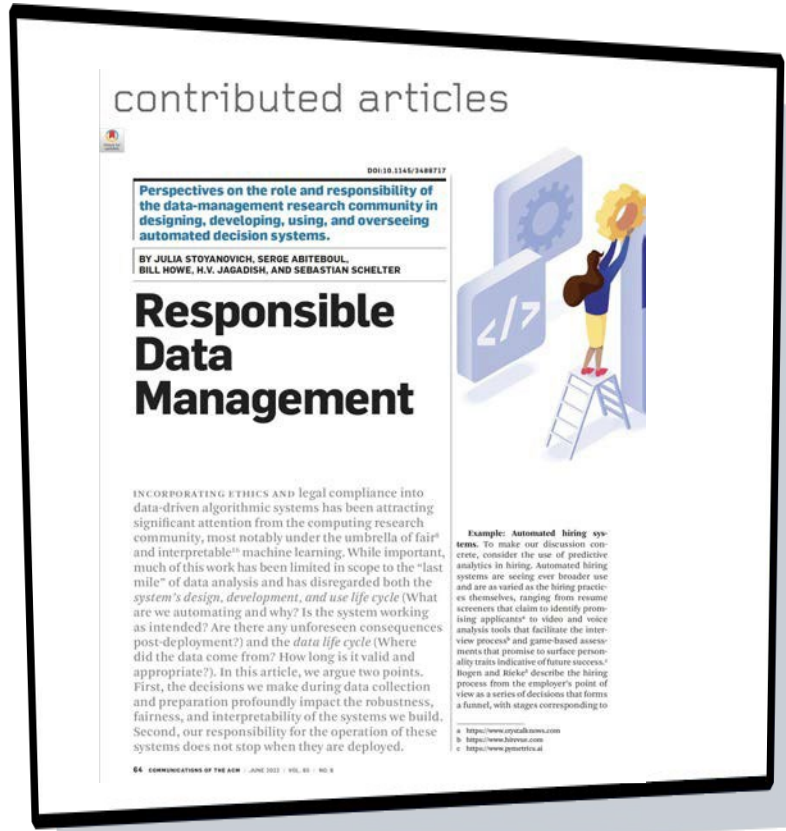 contributed articles
DOI:10.1145/3488717
Perspectives on the role and responsibility of
the data-management research community in
designing, developing, using, and overseeing
automated decision systems.
BY JULIA STOYANOVICH, SERGE ABITEBOUL,
BILL HOWE, H.V. JAGADISH, AND SEBASTIAN SCHELTER
Responsible
Data
Management
</>
INCORPORATING ETHICS AND legal compliance into
data-driven algorithmic systems has been attracting
significant attention from the computing research
community, most notably under the umbrella of fair⁸
and interpretable¹⁶ machine learning. While important,
much of this work has been limited in scope to the “last
mile” of data analysis and has disregarded both the
system’s design, development, and use life cycle (What
are we automating and why? Is the system working
as intended? Are there any unforeseen consequences
post-deployment?) and the data life cycle (Where
did the data come from? How long is it valid and
appropriate?). In this article, we argue two points.
First, the decisions we make during data collection
and preparation profoundly impact the robustness,
fairness, and interpretability of the systems we build.
Second, our responsibility for the operation of these
systems does not stop when they are deployed.
Example: Automated hiring sys-
tems. To make our discussion con-
crete, consider the use of predictive
analytics in hiring. Automated hiring
systems are seeing ever broader use
and are as varied as the hiring practic-
es themselves, ranging from resume
screeners that claim to identify prom-
ising applicantsᵃ to video and voice
analysis tools that facilitate the inter-
view processᵇ and game-based assess-
ments that promise to surface person-
ality traits indicative of future success.ᶜ
Bogen and Rieke⁵ describe the hiring
process from the employer’s point of
view as a series of decisions that forms
a funnel, with stages corresponding to
a https://www.crystalknows.com
b https://www.hirevue.com
c https://www.pymetrics.ai
64 COMMUNICATIONS OF THE ACM | JUNE 2022 | VOL. 65 | NO. 6